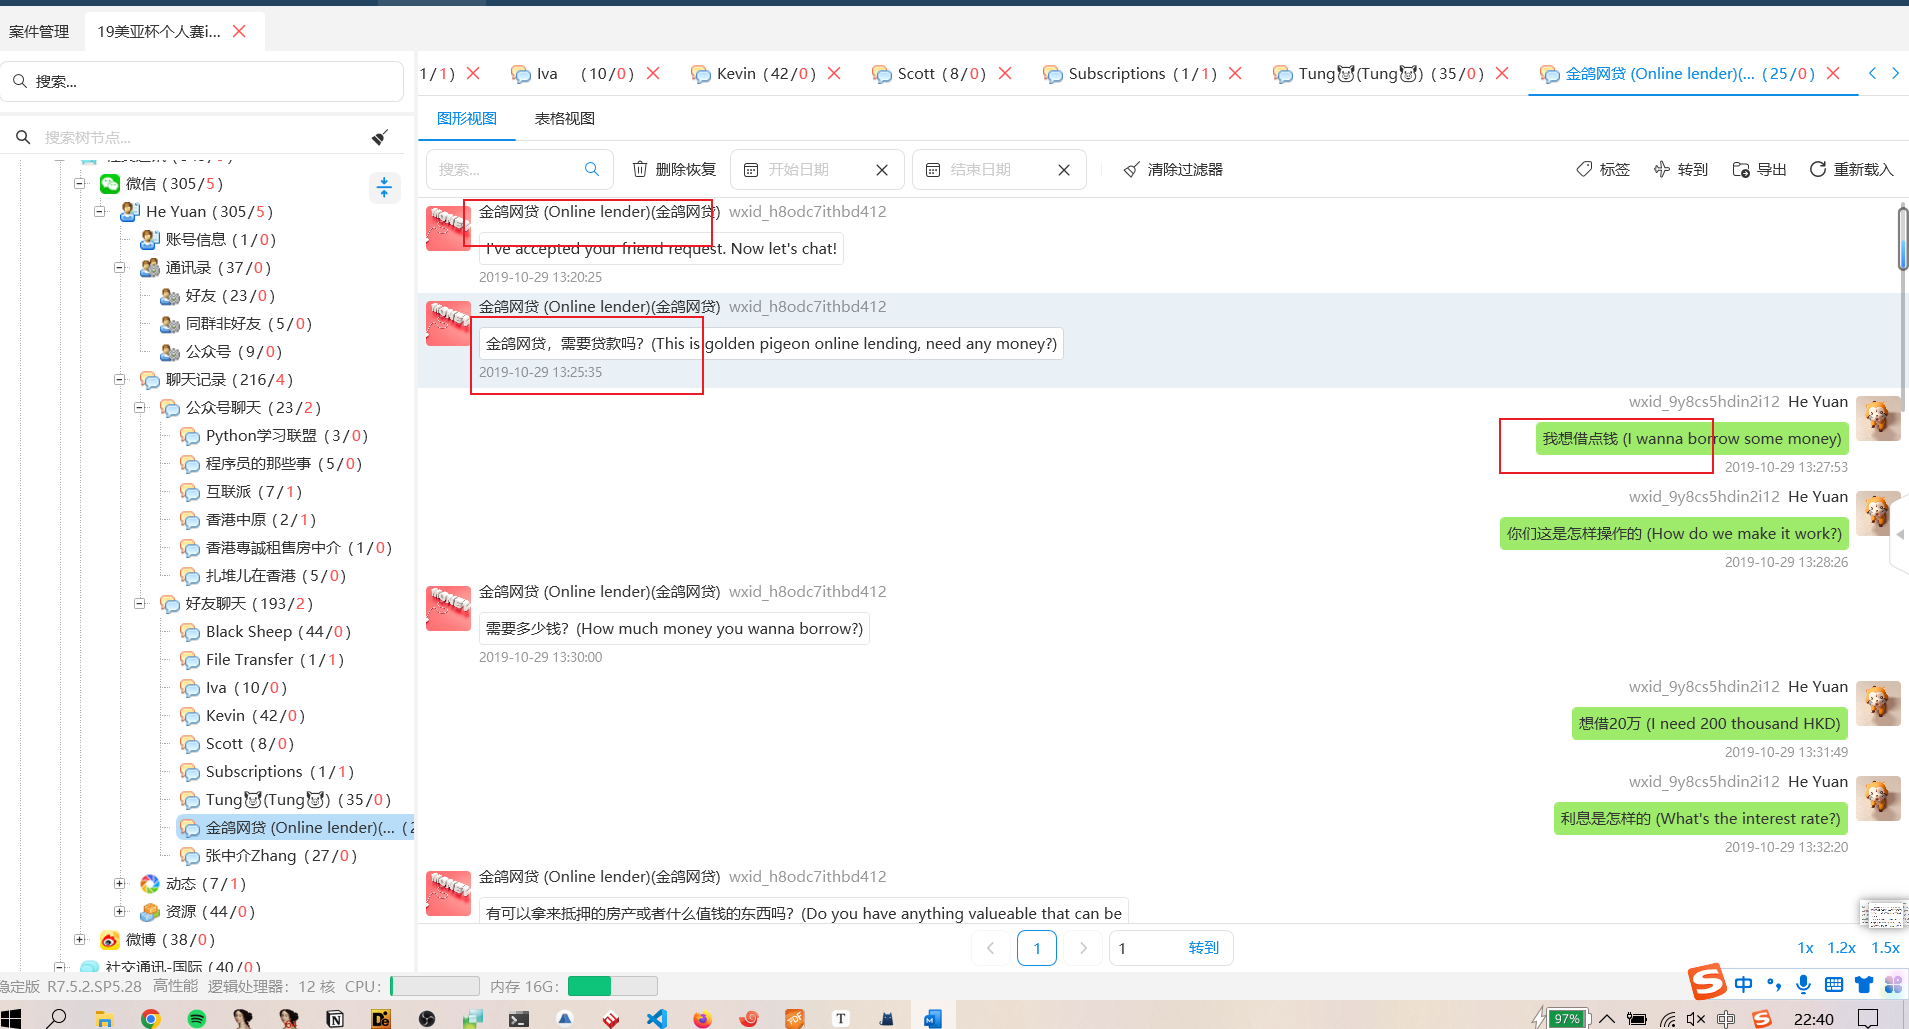 案件管理
19美亚杯个人赛i...
搜索...
搜索树节点...
微信 (305/5)
He Yuan (305/5)
账号信息 (1/0)
通讯录 (37/0)
好友 (23/0)
同群非好友 (5/0)
公众号 (9/0)
聊天记录 (216/4)
公众号聊天 (23/2)
Python学习联盟 (3/0)
程序员的那些事 (5/0)
互联派 (7/1)
香港中原 (2/1)
香港專誠租售房中介 (1/0)
扎堆儿在香港 (5/0)
好友聊天 (193/2)
Black Sheep (44/0)
File Transfer (1/1)
Iva (10/0)
Kevin (42/0)
Scott (8/0)
Subscriptions (1/1)
Tung🐷(Tung🐷) (35/0)
金鸽网贷 (Online lender)(... (2
张中介Zhang (27/0)
动态 (7/1)
资源 (44/0)
微博 (38/0)
社交通讯-国际 (40/0)
1/1)
Iva (10/0)
Kevin (42/0)
Scott (8/0)
Subscriptions (1/1)
Tung🐷(Tung🐷) (35/0)
金鸽网贷 (Online lender)(... (25/0)
图形视图
表格视图
搜索...
删除恢复
开始日期
结束日期
清除过滤器
标签
转到
导出
重新载入
金鸽网贷 (Online lender)(金鸽网贷) wxid_h8odc7ithbd412
I've accepted your friend request. Now let's chat!
2019-10-29 13:20:25
金鸽网贷 (Online lender)(金鸽网贷) wxid_h8odc7ithbd412
金鸽网贷，需要贷款吗？(This is golden pigeon online lending, need any money?)
2019-10-29 13:25:35
wxid_9y8cs5hdin2i12 He Yuan
我想借点钱 (I wanna borrow some money)
2019-10-29 13:27:53
wxid_9y8cs5hdin2i12 He Yuan
你们这是怎样操作的 (How do we make it work?)
2019-10-29 13:28:26
金鸽网贷 (Online lender)(金鸽网贷) wxid_h8odc7ithbd412
需要多少钱？(How much money you wanna borrow?)
2019-10-29 13:30:00
wxid_9y8cs5hdin2i12 He Yuan
想借20万 (I need 200 thousand HKD)
2019-10-29 13:31:49
wxid_9y8cs5hdin2i12 He Yuan
利息是怎样的 (What's the interest rate?)
2019-10-29 13:32:20
金鸽网贷 (Online lender)(金鸽网贷) wxid_h8odc7ithbd412
有可以拿来抵押的房产或者什么值钱的东西吗？(Do you have anything valueable that can be
1
1
转到
1x 1.2x 1.5x
稳定版 R7.5.2.SP5.28 高性能 逻辑处理器：12 核 CPU：
内存 16G：
中
97%
中
22:40